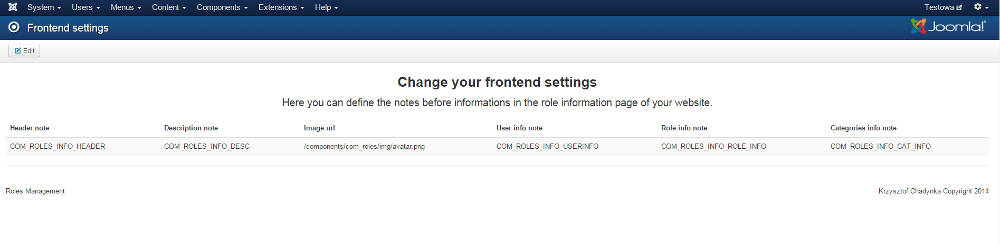 System Users Menus Content Components Extensions Help Testowa
Frontend settings Joomla!®
Edit
Change your frontend settings
Here you can define the notes before informations in the role information page of your website.
Header note Description note Image url User info note Role info note Categories info note
COM_ROLES_INFO_HEADER COM_ROLES_INFO_DESC /components/com_roles/img/avatar.png COM_ROLES_INFO_USERINFO COM_ROLES_INFO_ROLE_INFO COM_ROLES_INFO_CAT_INFO
Roles Management Krzysztof Chadynka Copyright 2014